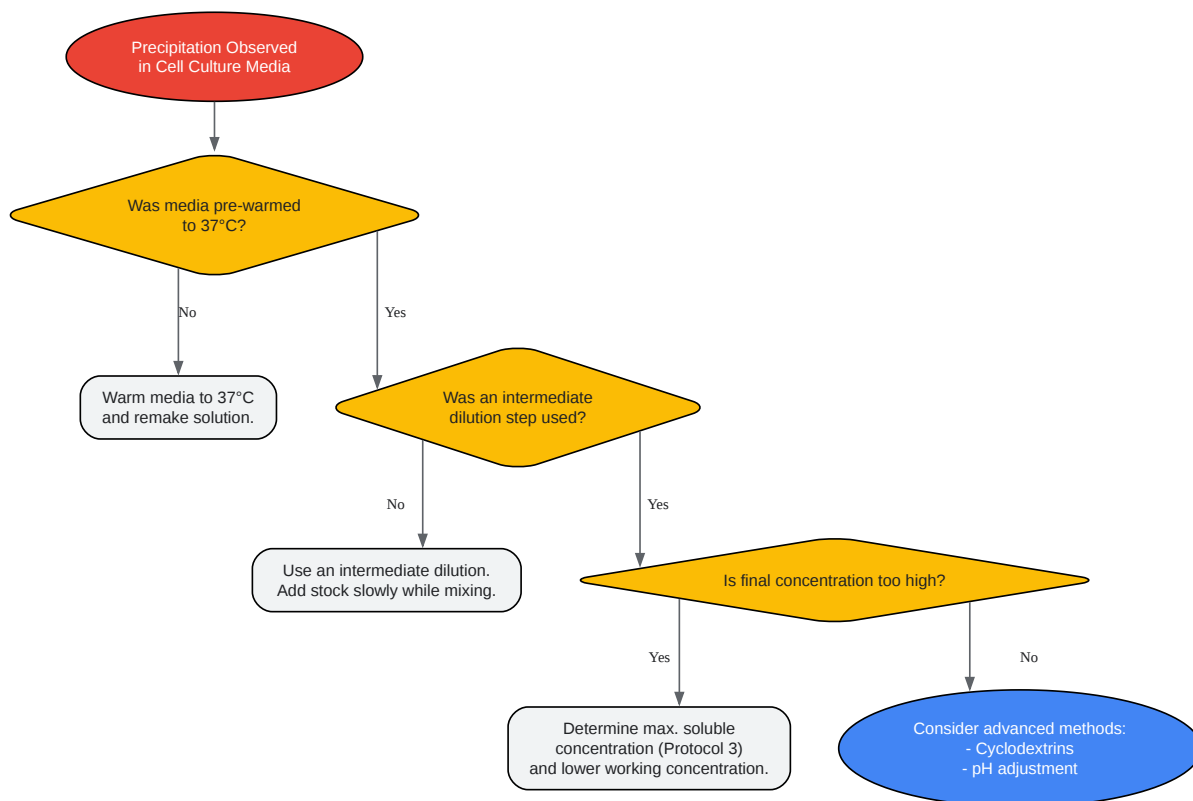 Precipitation Observed
in Cell Culture Media
Was media pre-warmed
to 37°C?
No
Yes
Warm media to 37°C
and remake solution.
Was an intermediate
dilution step used?
No
Yes
Use an intermediate dilution.
Add stock slowly while mixing.
Is final concentration too high?
Yes
No
Determine max. soluble
concentration (Protocol 3)
and lower working concentration.
Consider advanced methods:
- Cyclodextrins
- pH adjustment